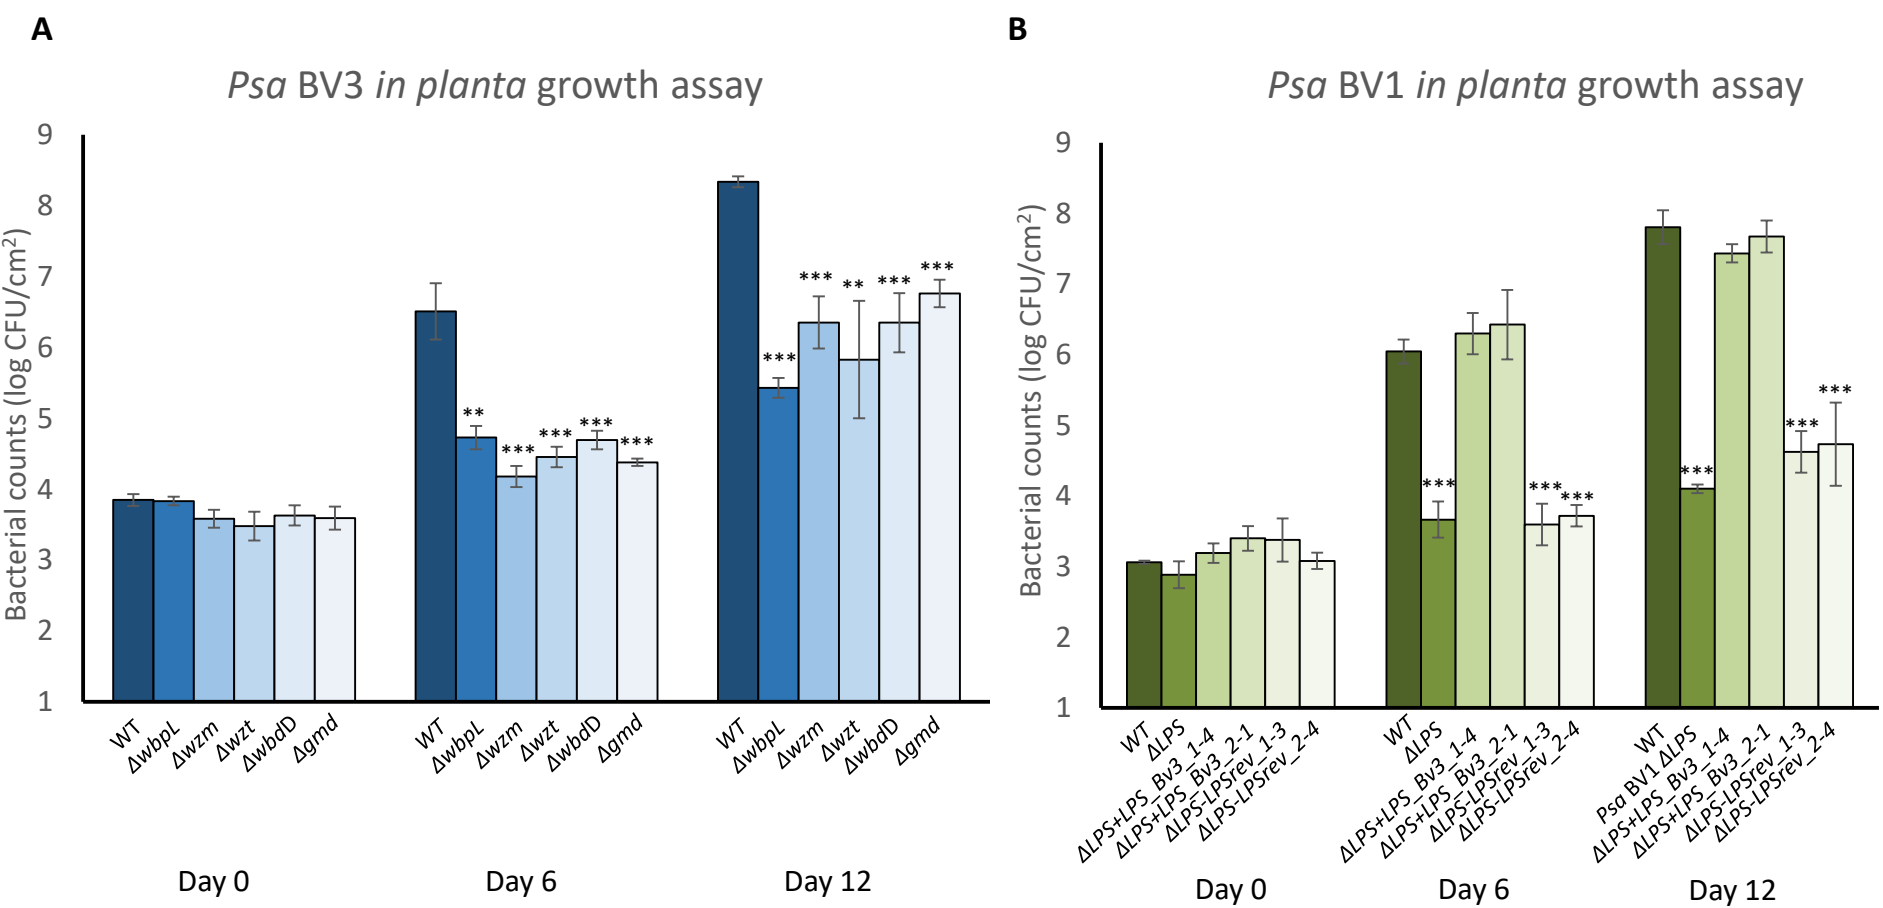 A
Psa BV3 in planta growth assay
Bacterial counts (log CFU/cm²)
9
8
7
6
5
4
3
2
1
**
***
***
***
***
***
***
**
***
***
WT
ΔwbpL
Δwzm
Δwzt
ΔwbdD
Δgmd
WT
ΔwbpL
Δwzm
Δwzt
ΔwbdD
Δgmd
WT
ΔwbpL
Δwzm
Δwzt
ΔwbdD
Δgmd
Day 0
Day 6
Day 12
B
Psa BV1 in planta growth assay
Bacterial counts (log CFU/cm²)
9
8
7
6
5
4
3
2
1
***
***
***
***
***
***
WT
ΔLPS
ΔLPS+LPS_Bv3_1-4
ΔLPS+LPS_Bv3_2-1
ΔLPS-LPSrev_1-3
ΔLPS-LPSrev_2-4
WT
ΔLPS
ΔLPS+LPS_Bv3_1-4
ΔLPS+LPS_Bv3_2-1
ΔLPS-LPSrev_1-3
ΔLPS-LPSrev_2-4
WT
Psa BV1 ΔLPS
ΔLPS+LPS_Bv3_1-4
ΔLPS+LPS_Bv3_2-1
ΔLPS-LPSrev_1-3
ΔLPS-LPSrev_2-4
Day 0
Day 6
Day 12